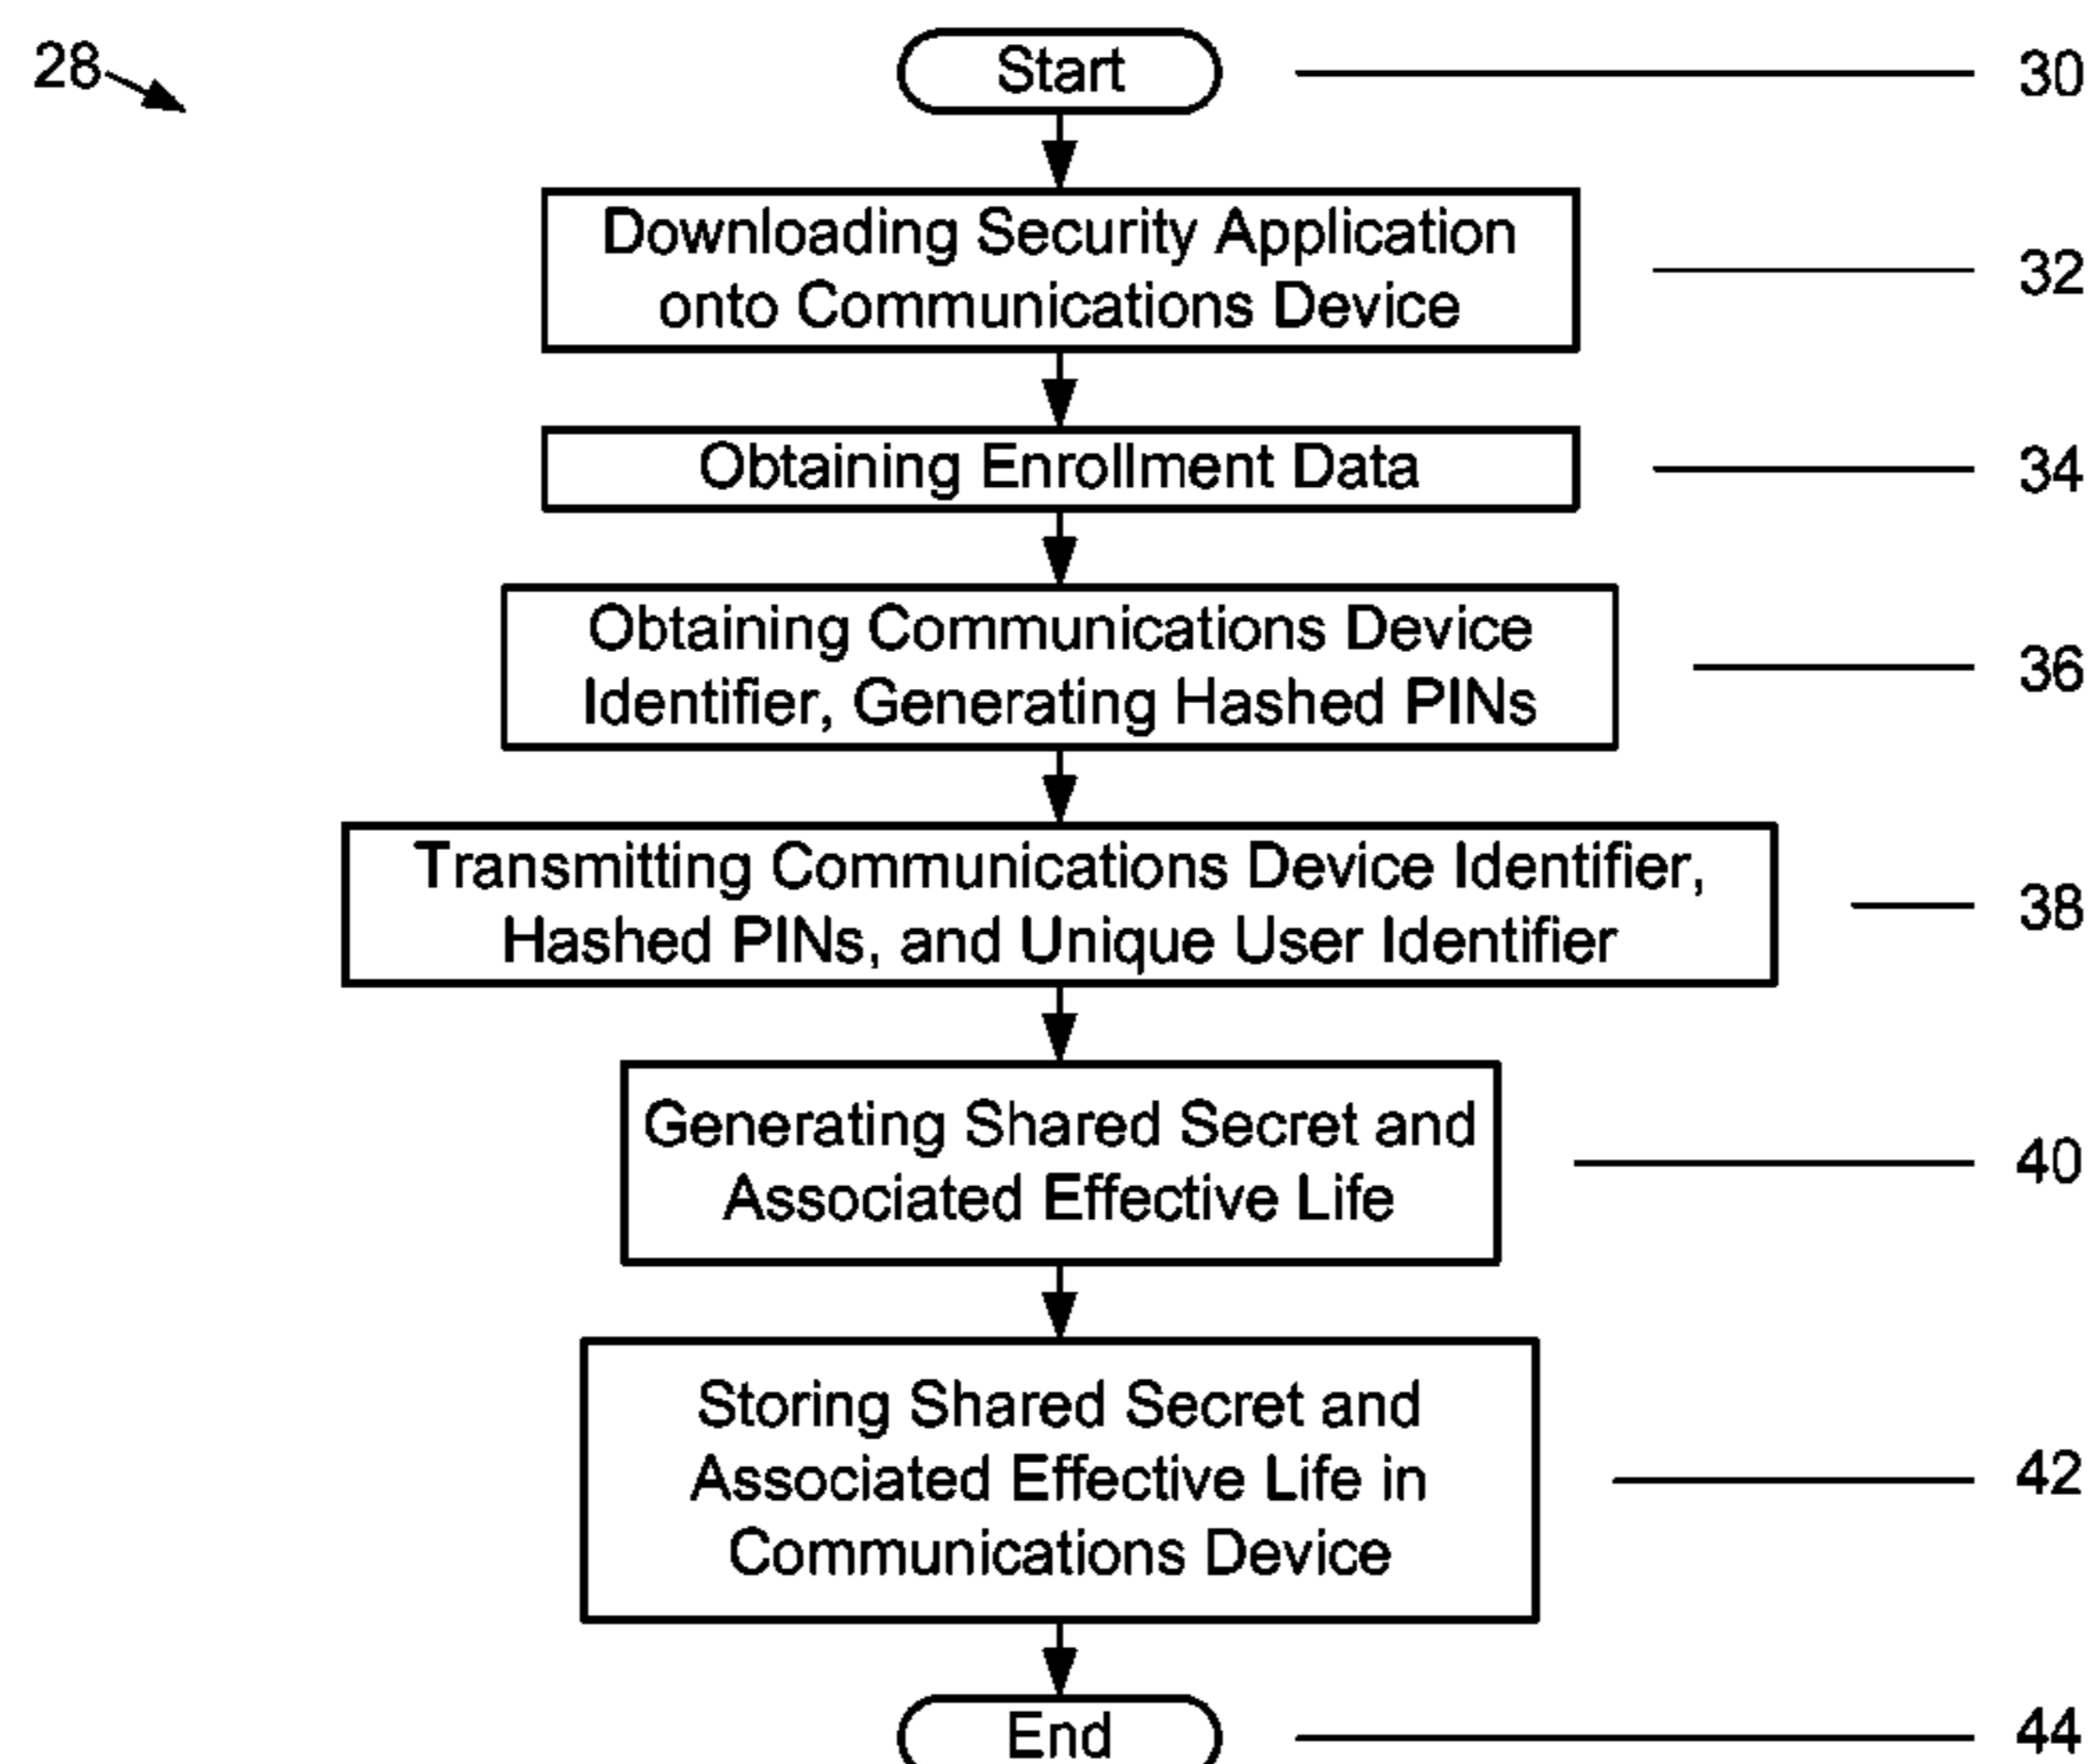 28
Start
30
Downloading Security Application
onto Communications Device
32
Obtaining Enrollment Data
34
Obtaining Communications Device
Identifier, Generating Hashed PINs
36
Transmitting Communications Device Identifier,
Hashed PINs, and Unique User Identifier
38
Generating Shared Secret and
Associated Effective Life
40
Storing Shared Secret and
Associated Effective Life in
Communications Device
42
End
44